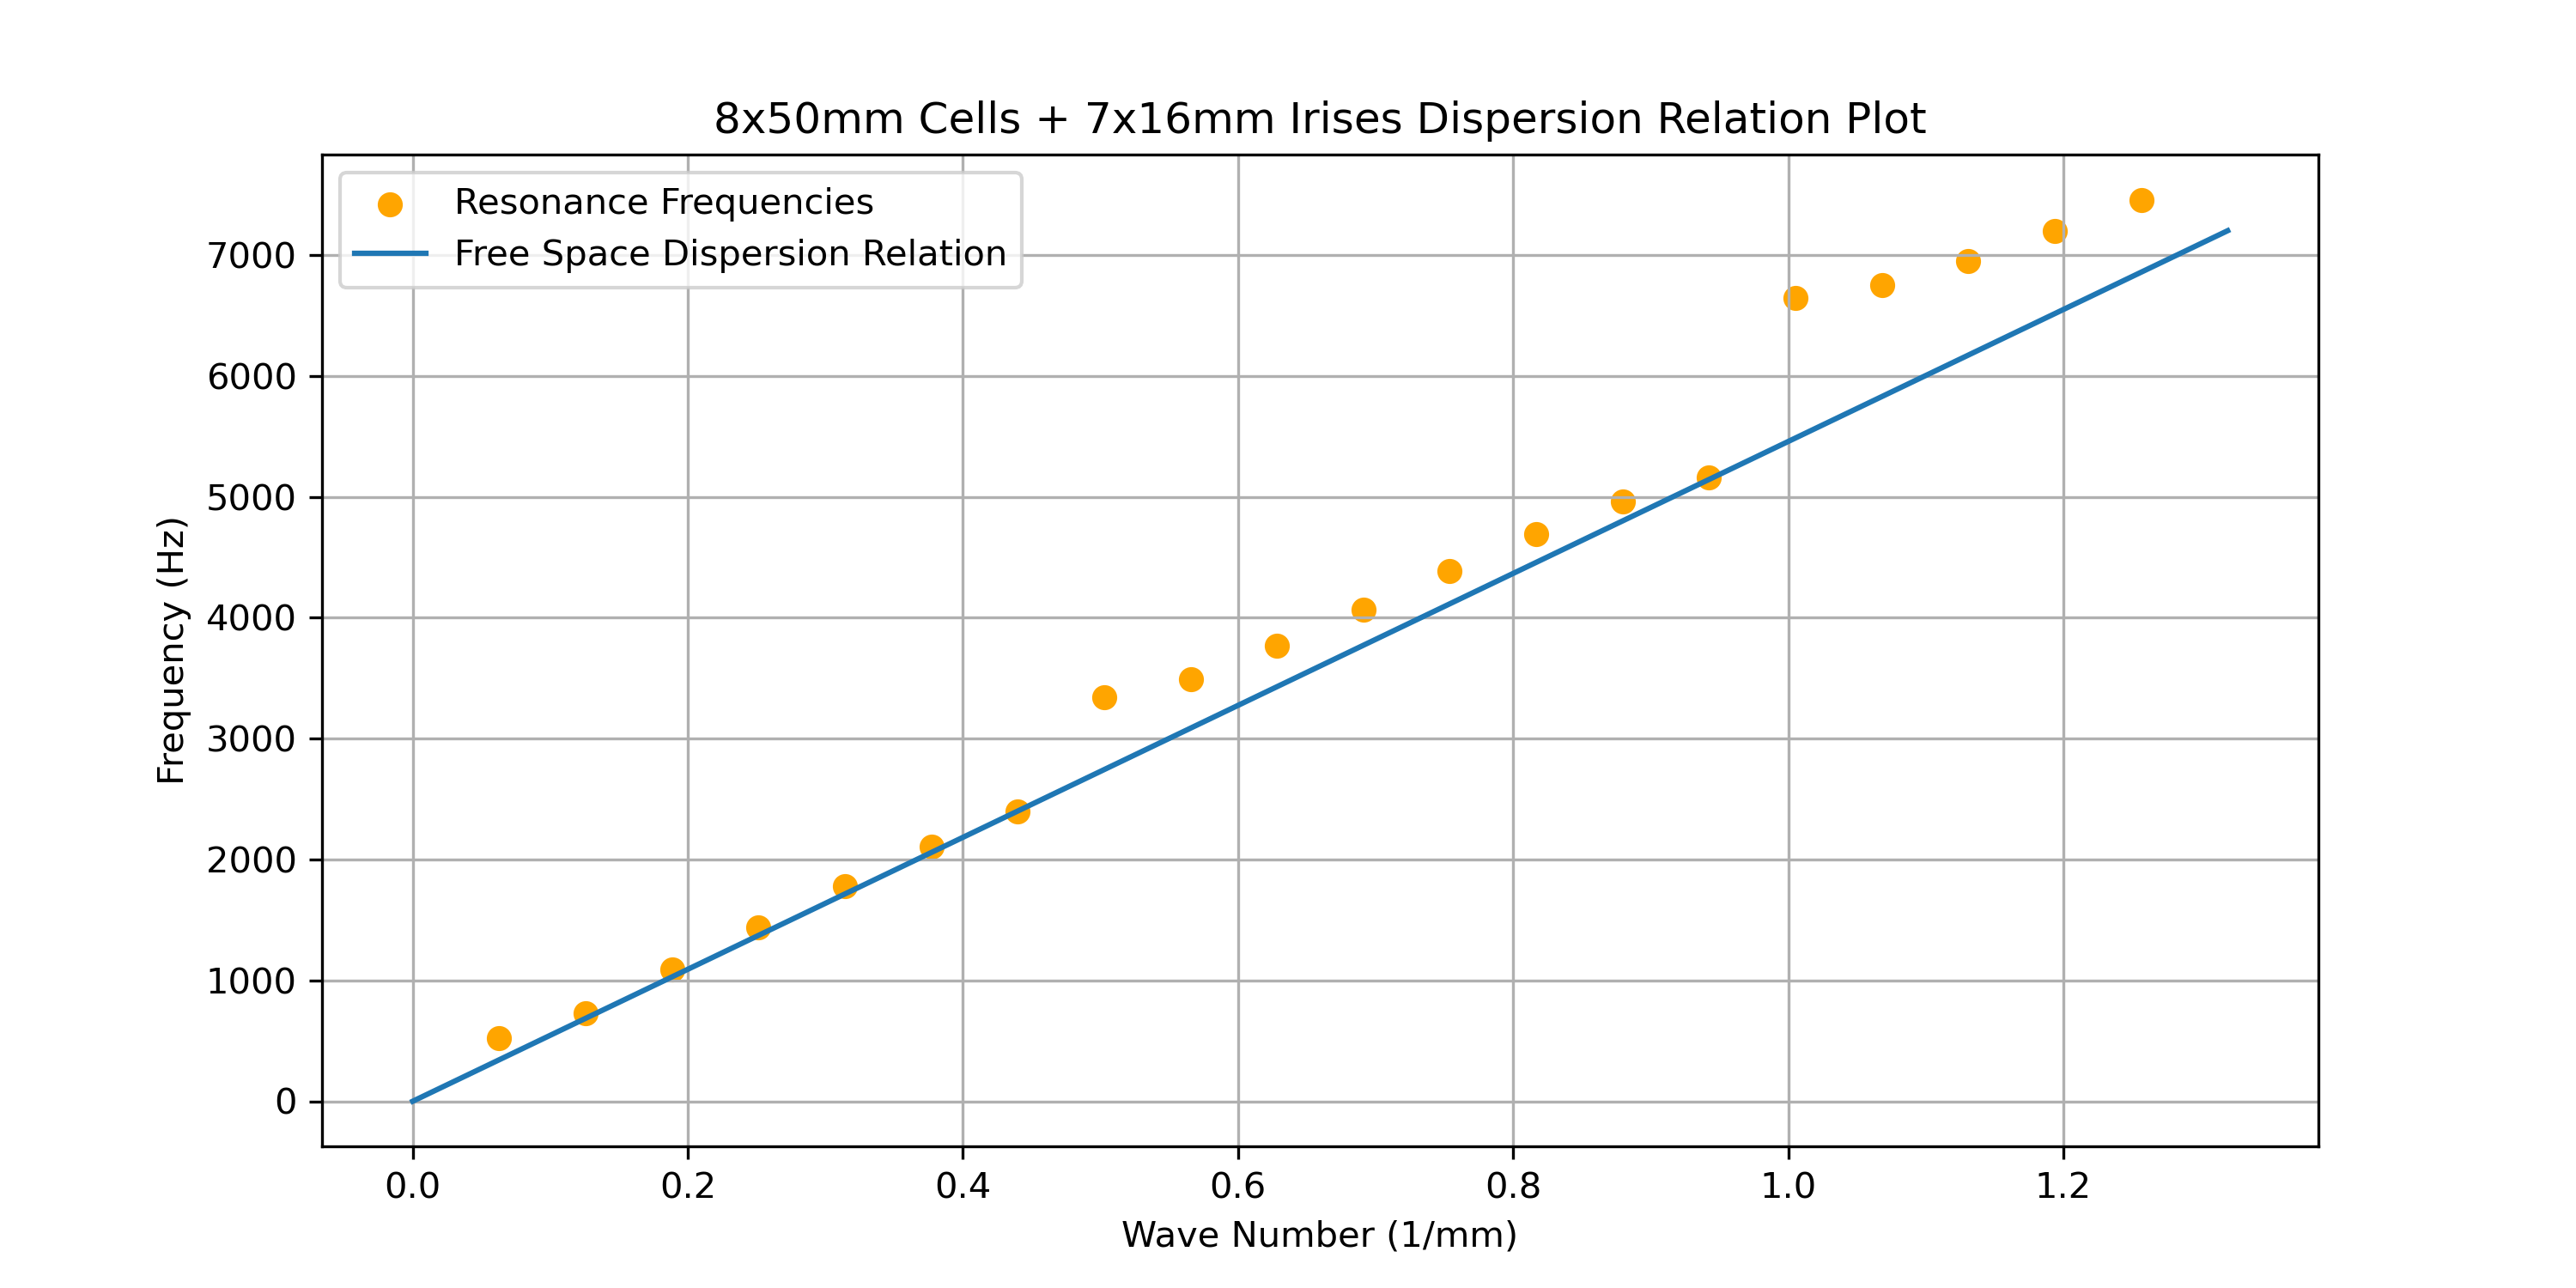 8x50mm Cells + 7x16mm Irises Dispersion Relation Plot
Resonance Frequencies
Free Space Dispersion Relation
7000
6000
5000
4000
3000
2000
1000
0
Frequency (Hz)
0.0 0.2 0.4 0.6 0.8 1.0 1.2
Wave Number (1/mm)